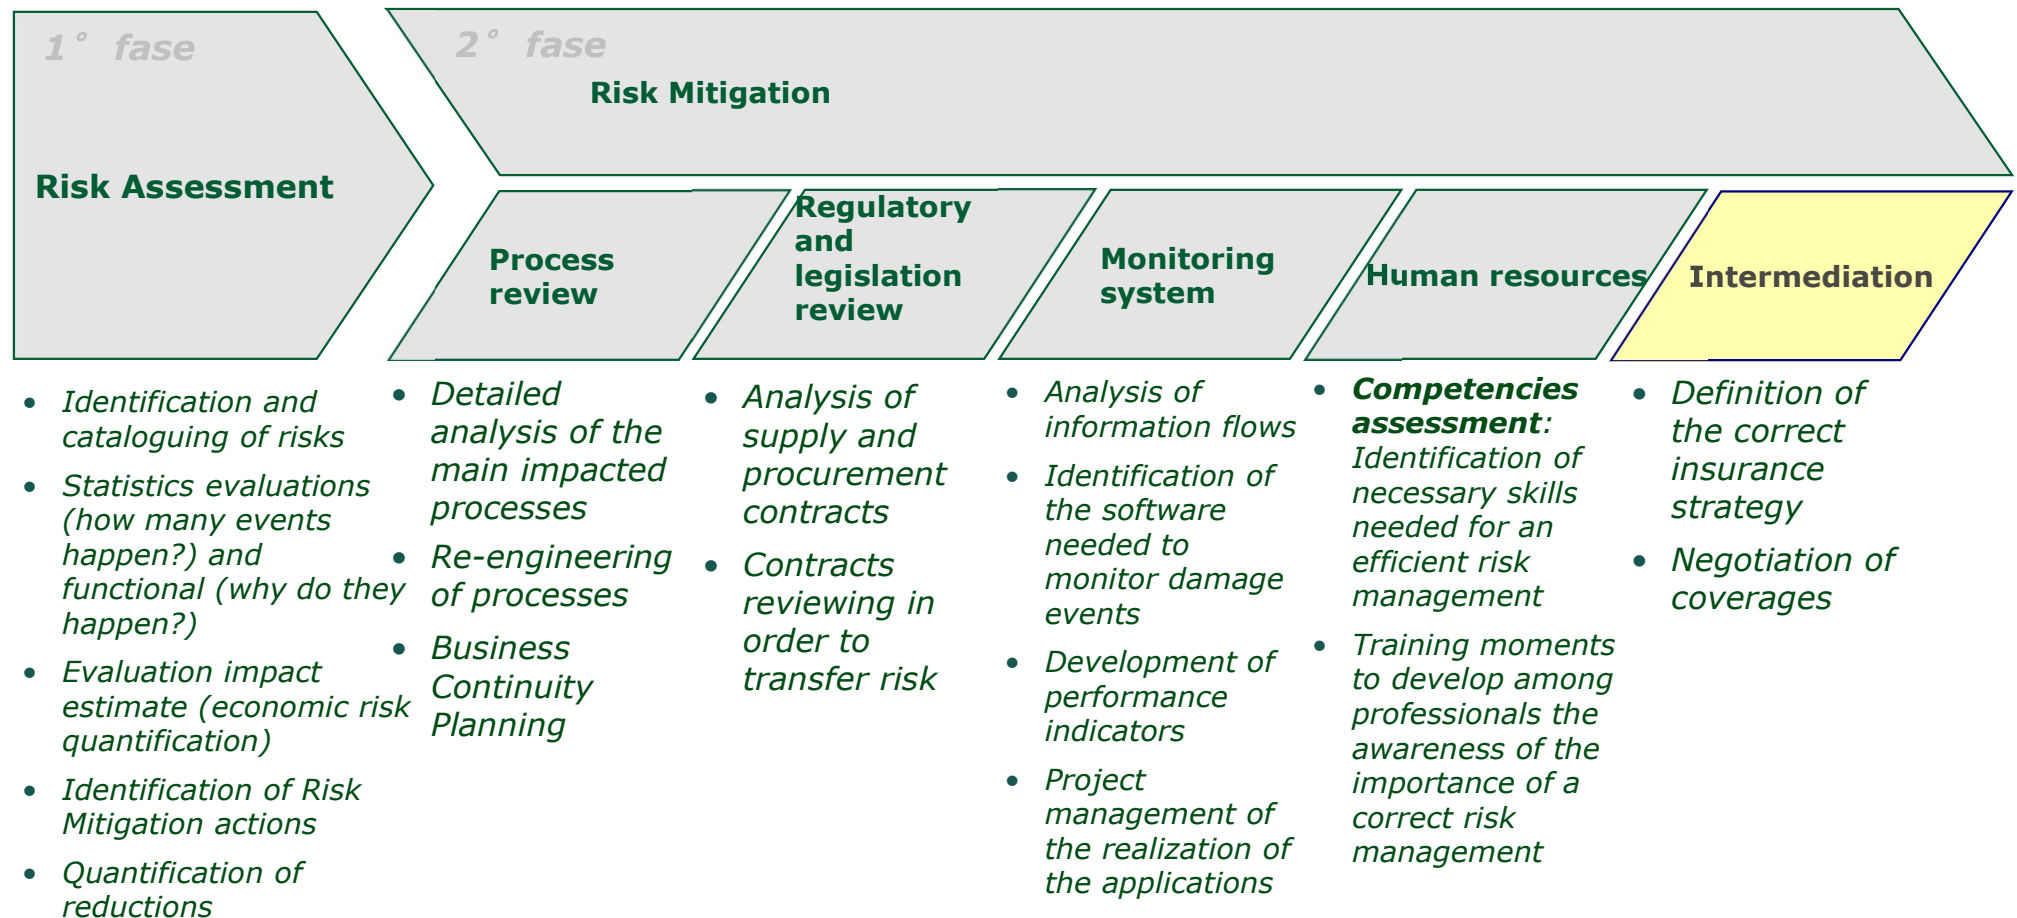 1° fase
2° fase
Risk Mitigation
Risk Assessment
Process
review
Regulatory
and
legislation
review
Monitoring
system
Human resources
Intermediation
• Identification and
cataloguing of risks
• Statistics evaluations
(how many events
happen?) and
functional (why do they
happen?)
• Evaluation impact
estimate (economic risk
quantification)
• Identification of Risk
Mitigation actions
• Quantification of
reductions
• Detailed
analysis of the
main impacted
processes
• Re-engineering
of processes
• Business
Continuity
Planning
• Analysis of
supply and
procurement
contracts
• Contracts
reviewing in
order to
transfer risk
• Analysis of
information flows
• Identification of
the software
needed to
monitor damage
events
• Development of
performance
indicators
• Project
management of
the realization of
the applications
• Competencies
assessment:
Identification of
necessary skills
needed for an
efficient risk
management
• Training moments
to develop among
professionals the
awareness of the
importance of a
correct risk
management
• Definition of
the correct
insurance
strategy
• Negotiation of
coverages